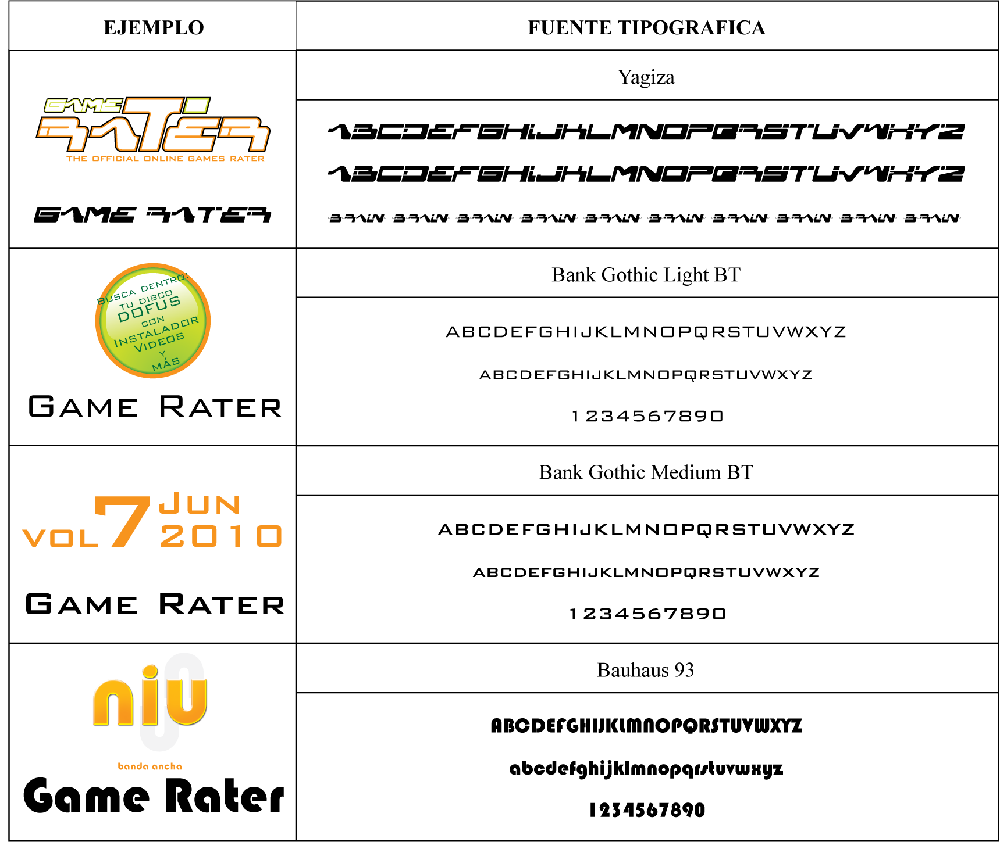 EJEMPLO
FUENTE TIPOGRAFICA
GAME
RATER
THE OFFICIAL ONLINE GAMES RATER
GAME RATER
Yagiza
ABCDEFGHIJKLMNOPQRSTUVWXYZ
ABCDEFGHIJKLMNOPQRSTUVWXYZ
BRAIN BRAIN BRAIN BRAIN BRAIN BRAIN BRAIN BRAIN BRAIN BRAIN
BUSCA DENTRO:
TU DISCO
DOFUS
CON
INSTALADOR
VIDEOS
Y
MÁS
GAME RATER
Bank Gothic Light BT
ABCDEFGHIJKLMNOPQRSTUVWXYZ
ABCDEFGHIJKLMNOPQRSTUVWXYZ
1234567890
VOL 7 JUN
2010
GAME RATER
Bank Gothic Medium BT
ABCDEFGHIJKLMNOPQRSTUVWXYZ
ABCDEFGHIJKLMNOPQRSTUVWXYZ
1234567890
niu
banda ancha
Game Rater
Bauhaus 93
ABCDEFGHIJKLMNOPQRSTUVWXYZ
abcdefghijklmnopqrstuvwxyz
1234567890